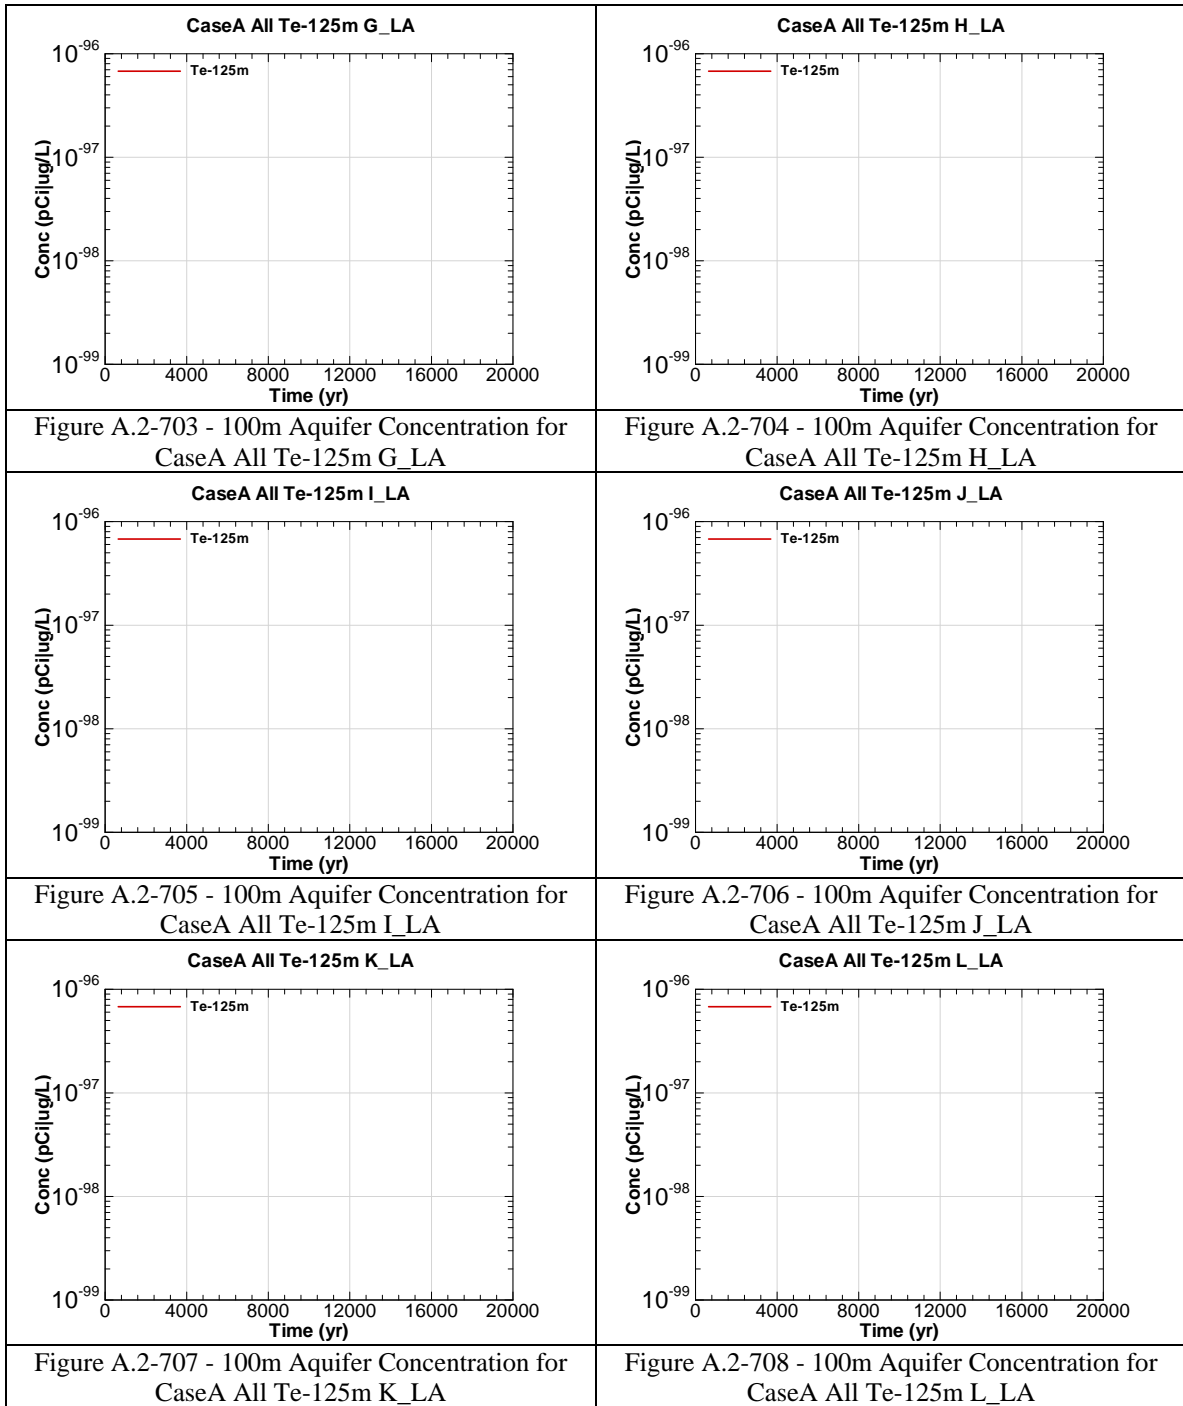 CaseA All Te-125m G_LA
10-96
Te-125m
10-97
Conc (pCi|ug/L)
10-98
10-99
0 4000 8000 12000 16000 20000
Time (yr)
Figure A.2-703 - 100m Aquifer Concentration for
CaseA All Te-125m G_LA
CaseA All Te-125m H_LA
10-96
Te-125m
10-97
Conc (pCi|ug/L)
10-98
10-99
0 4000 8000 12000 16000 20000
Time (yr)
Figure A.2-704 - 100m Aquifer Concentration for
CaseA All Te-125m H_LA
CaseA All Te-125m I_LA
10-96
Te-125m
10-97
Conc (pCi|ug/L)
10-98
10-99
0 4000 8000 12000 16000 20000
Time (yr)
Figure A.2-705 - 100m Aquifer Concentration for
CaseA All Te-125m I_LA
CaseA All Te-125m J_LA
10-96
Te-125m
10-97
Conc (pCi|ug/L)
10-98
10-99
0 4000 8000 12000 16000 20000
Time (yr)
Figure A.2-706 - 100m Aquifer Concentration for
CaseA All Te-125m J_LA
CaseA All Te-125m K_LA
10-96
Te-125m
10-97
Conc (pCi|ug/L)
10-98
10-99
0 4000 8000 12000 16000 20000
Time (yr)
Figure A.2-707 - 100m Aquifer Concentration for
CaseA All Te-125m K_LA
CaseA All Te-125m L_LA
10-96
Te-125m
10-97
Conc (pCi|ug/L)
10-98
10-99
0 4000 8000 12000 16000 20000
Time (yr)
Figure A.2-708 - 100m Aquifer Concentration for
CaseA All Te-125m L_LA